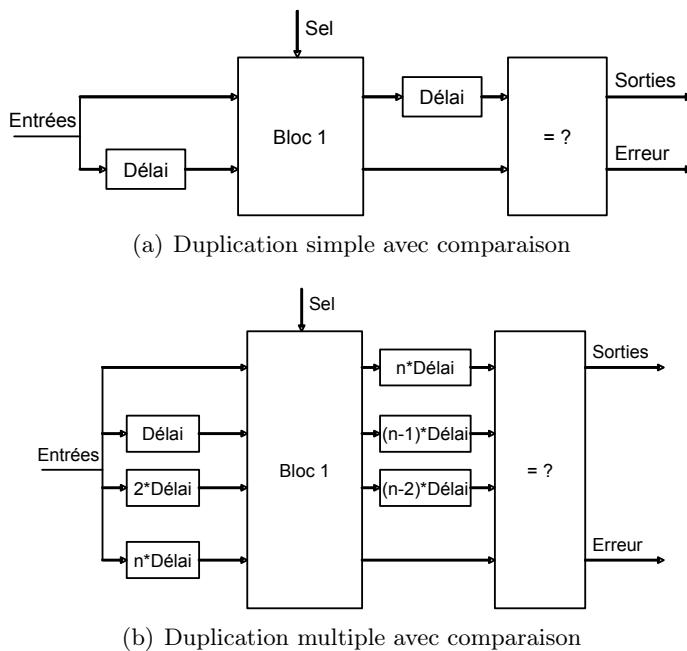 Sel
Sorties
Entrées
Délai
Bloc 1
Délai
= ?
Erreur
(a) Duplication simple avec comparaison
Sel
Sorties
n*Délai
Délai
(n-1)*Délai
Entrées
2*Délai
Bloc 1
(n-2)*Délai
= ?
Erreur
n*Délai
(b) Duplication multiple avec comparaison